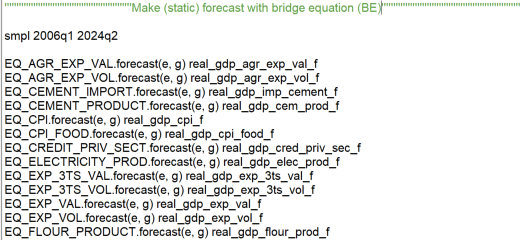 ''''''''''''''''''''''''''''''''''''''''''''''''Make (static) forecast with bridge equation (BE)''''''''''''''''''''''''''''''''''''''''''''''''
smpl 2006q1 2024q2
EQ_AGR_EXP_VAL.forecast(e, g) real_gdp_agr_exp_val_f
EQ_AGR_EXP_VOL.forecast(e, g) real_gdp_agr_exp_vol_f
EQ_CEMENT_IMPORT.forecast(e, g) real_gdp_imp_cement_f
EQ_CEMENT_PRODUCT.forecast(e, g) real_gdp_cem_prod_f
EQ_CPI.forecast(e, g) real_gdp_cpi_f
EQ_CPI_FOOD.forecast(e, g) real_gdp_cpi_food_f
EQ_CREDIT_PRIV_SECT.forecast(e, g) real_gdp_cred_priv_sec_f
EQ_ELECTRICITY_PROD.forecast(e, g) real_gdp_elec_prod_f
EQ_EXP_3TS_VAL.forecast(e, g) real_gdp_exp_3ts_val_f
EQ_EXP_3TS_VOL.forecast(e, g) real_gdp_exp_3ts_vol_f
EQ_EXP_VAL.forecast(e, g) real_gdp_exp_val_f
EQ_EXP_VOL.forecast(e, g) real_gdp_exp_vol_f
EQ_FLOUR_PRODUCT.forecast(e, g) real_gdp_flour_prod_f